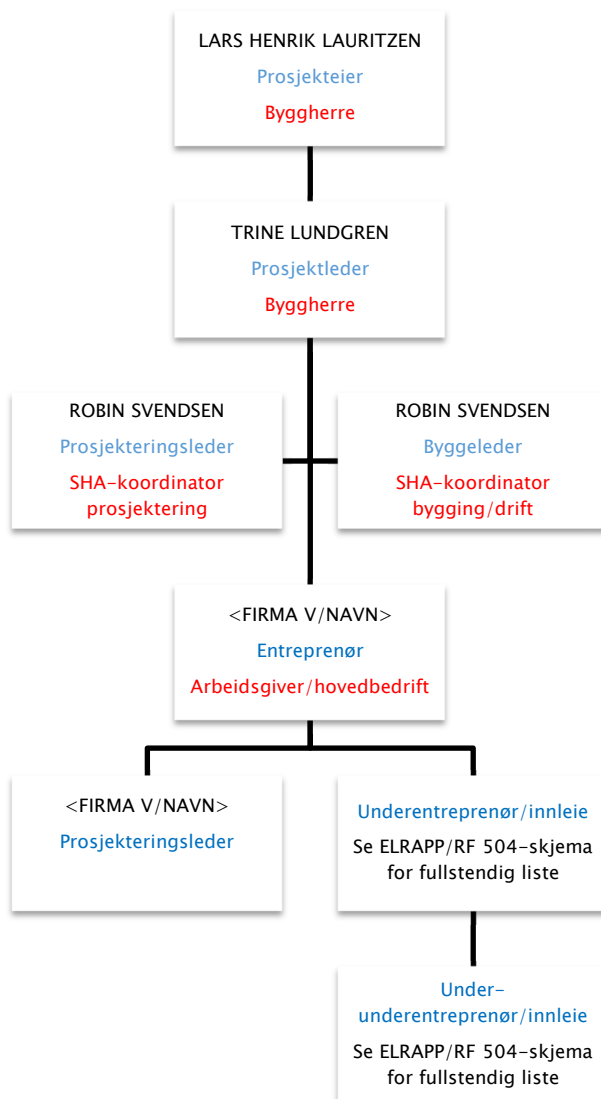 LARS HENRIK LAURITZEN
Prosjekteier
Byggherre
TRINE LUNDGREN
Prosjektleder
Byggherre
ROBIN SVENDSEN
Prosjekteringsleder
SHA-koordinator
prosjektering
ROBIN SVENDSEN
Byggeleder
SHA-koordinator
bygging/drift
<FIRMA V/NAVN>
Entreprenør
Arbeidsgiver/hovedbedrift
<FIRMA V/NAVN>
Prosjekteringsleder
Underentreprenør/innleie
Se ELRAPP/RF 504-skjema
for fullstendig liste
Under-
underentreprenør/innleie
Se ELRAPP/RF 504-skjema
for fullstendig liste